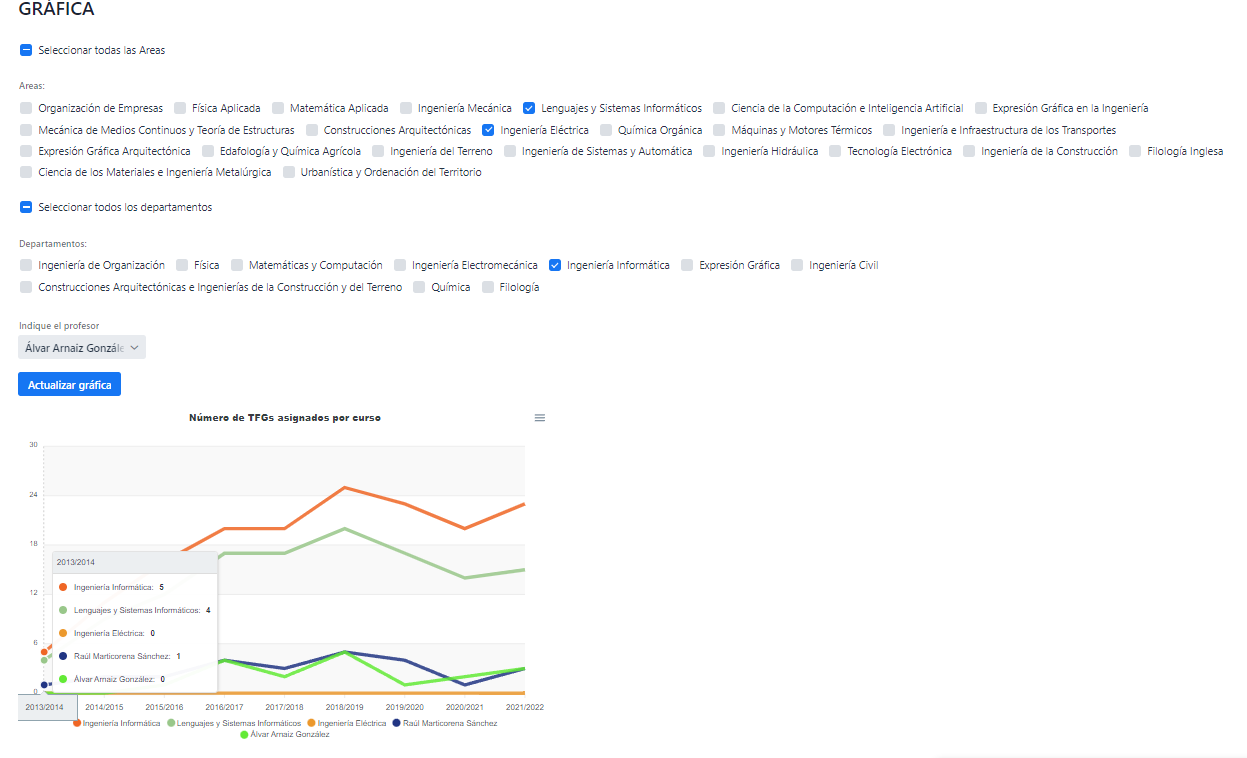 GRÁFICA
Seleccionar todas las Areas
Areas:
Organización de Empresas Física Aplicada Matemática Aplicada Ingeniería Mecánica Lenguajes y Sistemas Informáticos Ciencia de la Computación e Inteligencia Artificial Expresión Gráfica en la Ingeniería
Mecánica de Medios Continuos y Teoría de Estructuras Construcciones Arquitectónicas Ingeniería Eléctrica Química Orgánica Máquinas y Motores Térmicos Ingeniería e Infraestructura de los Transportes
Expresión Gráfica Arquitectónica Edafología y Química Agrícola Ingeniería del Terreno Ingeniería de Sistemas y Automática Ingeniería Hidráulica Tecnología Electrónica Ingeniería de la Construcción Filología Inglesa
Ciencia de los Materiales e Ingeniería Metalúrgica Urbanística y Ordenación del Territorio
Seleccionar todos los departamentos
Departamentos:
Ingeniería de Organización Física Matemáticas y Computación Ingeniería Electromecánica Ingeniería Informática Expresión Gráfica Ingeniería Civil
Construcciones Arquitectónicas e Ingenierías de la Construcción y del Terreno Química Filología
Indique el profesor
Álvar Arnaiz Gonzále
Actualizar gráfica
Número de TFGs asignados por curso
30
24
18
12
6
0
2013/2014
Ingeniería Informática: 5
Lenguajes y Sistemas Informáticos: 4
Ingeniería Eléctrica: 0
Raúl Marticorena Sánchez: 1
Álvar Arnaiz González: 0
2013/2014 2014/2015 2015/2016 2016/2017 2017/2018 2018/2019 2019/2020 2020/2021 2021/2022
Ingeniería Informática Lenguajes y Sistemas Informáticos Ingeniería Eléctrica Raúl Marticorena Sánchez
Álvar Arnaiz González